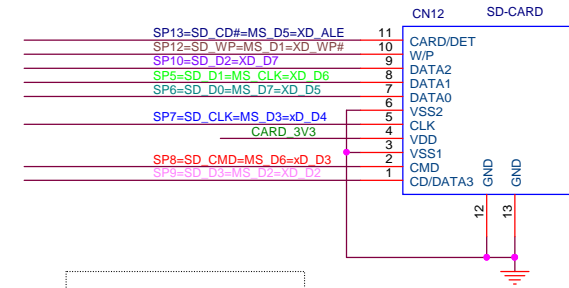 CN12 SD-CARD
SP13=SD_CD#=MS_D5=XD_ALE 11 CARD/DET
SP12=SD_WP=MS_D1=XD_WP# 10 W/P
SP10=SD_D2=XD_D7 9 DATA2
SP5=SD_D1=MS_CLK=XD_D6 8 DATA1
SP6=SD_D0=MS_D7=XD_D5 7 DATA0
6 VSS2
SP7=SD_CLK=MS_D3=xD_D4 5 CLK
CARD_3V3 4 VDD
3 VSS1
SP8=SD_CMD=MS_D6=xD_D3 2 CMD
SP9=SD_D3=MS_D2=XD_D2 1 CD/DATA3
GND GND
12 13